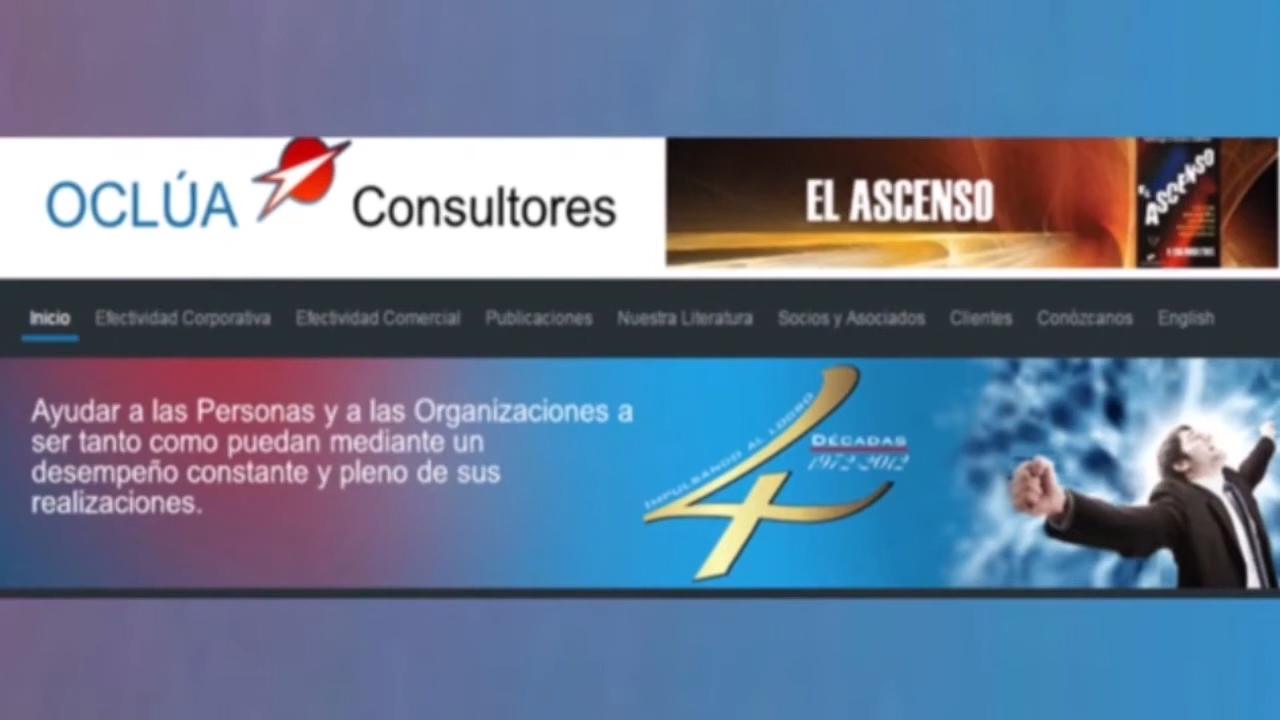 OCLÚA Consultores
EL ASCENSO
EL ASCENSO
Inicio Efectividad Corporativa Efectividad Comercial Publicaciones Nuestra Literatura Socios y Asociados Clientes Conózcanos English
Ayudar a las Personas y a las Organizaciones a
ser tanto como puedan mediante un
desempeño constante y pleno de sus
realizaciones.
IMPULSANDO AL LOGRO
4
DÉCADAS
1972-2012